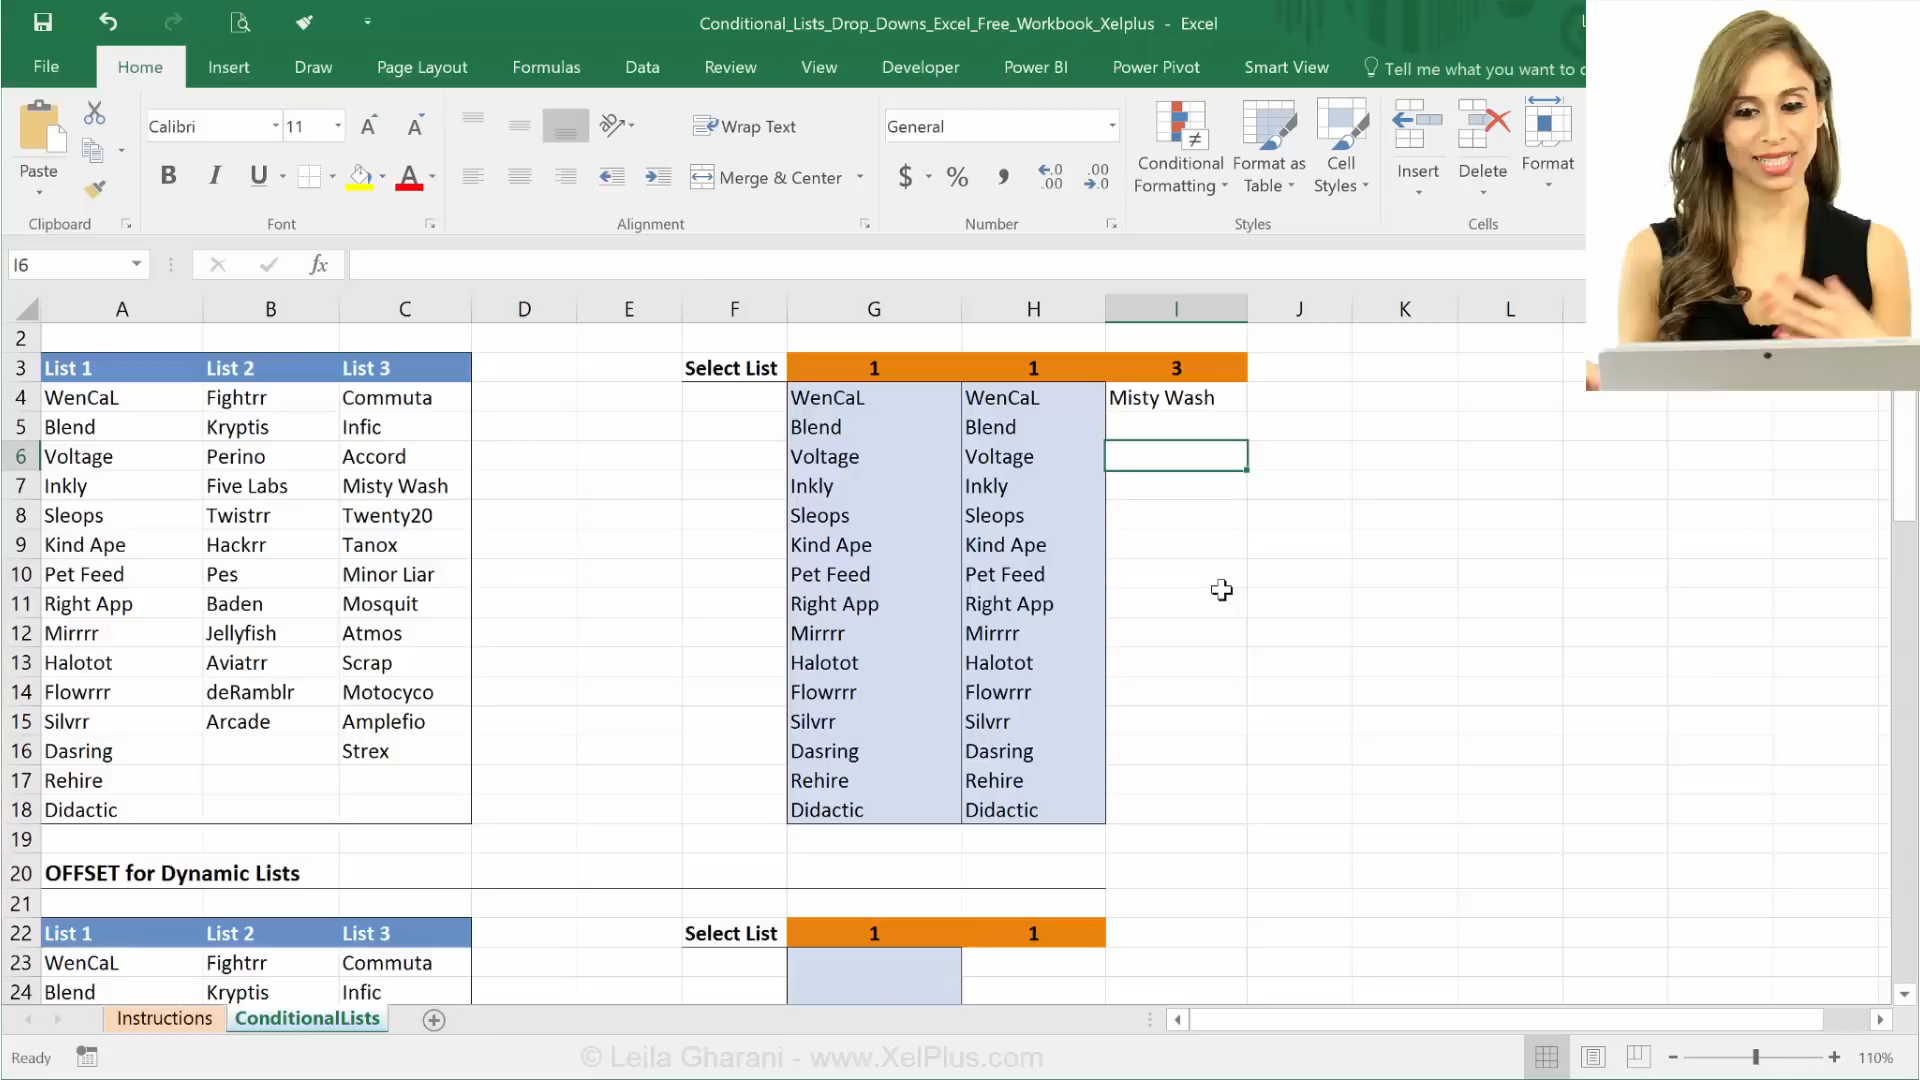 Conditional_Lists_Drop_Downs_Excel_Free_Workbook_Xelplus - Excel
File Home Insert Draw Page Layout Formulas Data Review View Developer Power BI Power Pivot Smart View Tell me what you want to
Calibri 11 Wrap Text General
Paste B I U A Merge & Center $ % Conditional Formatting Format as Table Cell Styles Insert Delete Format
Clipboard Font Alignment Number Styles Cells
I6 fx
A B C D E F G H I J K L
2
3 List 1 List 2 List 3 Select List 1 1 3
4 WenCaL Fightrr Commuta WenCaL WenCaL Misty Wash
5 Blend Kryptis Infic Blend Blend
6 Voltage Perino Accord Voltage Voltage
7 Inkly Five Labs Misty Wash Inkly Inkly
8 Sleops Twistrr Twenty20 Sleops Sleops
9 Kind Ape Hackrr Tanox Kind Ape Kind Ape
10 Pet Feed Pes Minor Liar Pet Feed Pet Feed
11 Right App Baden Mosquit Right App Right App
12 Mirrrr Jellyfish Atmos Mirrrr Mirrrr
13 Halotot Aviatrr Scrap Halotot Halotot
14 Flowrrr deRamblr Motocyco Flowrrr Flowrrr
15 Silvrr Arcade Amplefio Silvrr Silvrr
16 Dasring Strex Dasring Dasring
17 Rehire Rehire Rehire
18 Didactic Didactic Didactic
19
20 OFFSET for Dynamic Lists
21
22 List 1 List 2 List 3 Select List 1 1
23 WenCaL Fightrr Commuta
24 Blend Kryptis Infic
Instructions ConditionalLists
Ready © Leila Gharani - www.XelPlus.com 110%